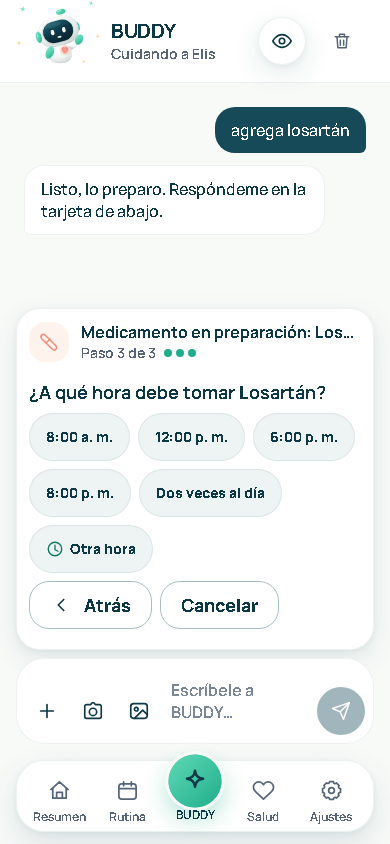 BUDDY
Cuidando a Elis
agrega losartán
Listo, lo preparo. Respóndeme en la
tarjeta de abajo.
Medicamento en preparación: Los...
Paso 3 de 3
¿A qué hora debe tomar Losartán?
8:00 a. m.
12:00 p. m.
6:00 p. m.
8:00 p. m.
Dos veces al día
Otra hora
Atrás
Cancelar
Escríbele a
BUDDY...
Resumen
Rutina
BUDDY
Salud
Ajustes